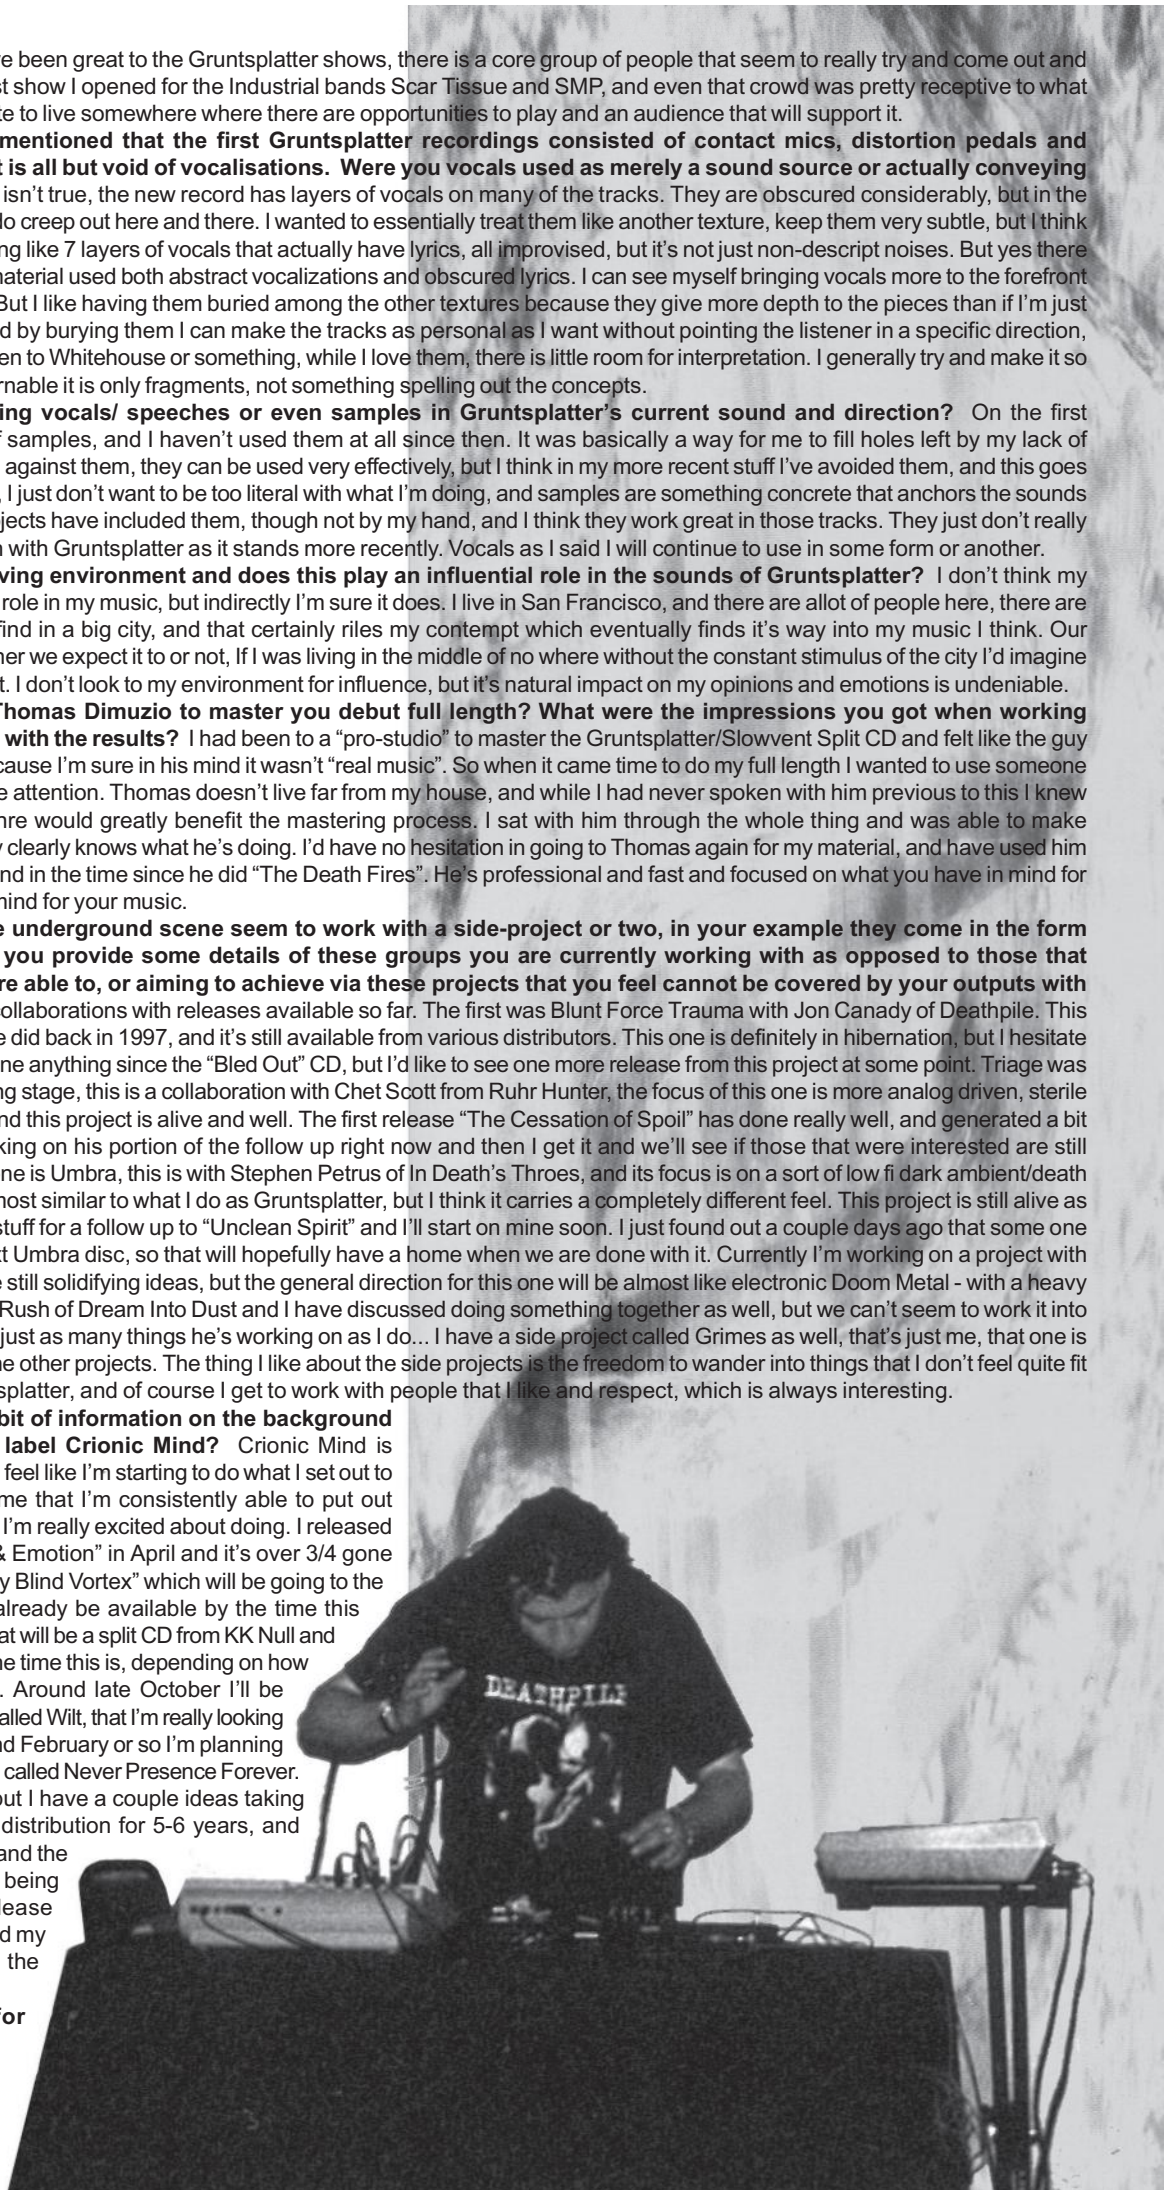 e been great to the Gruntsplatter shows, there is a core group of people that seem to really try and come out and
st show I opened for the Industrial bands Scar Tissue and SMP, and even that crowd was pretty receptive to what
te to live somewhere where there are opportunities to play and an audience that will support it.
mentioned that the first Gruntsplatter recordings consisted of contact mics, distortion pedals and
t is all but void of vocalisations. Were you vocals used as merely a sound source or actually conveying
isn't true, the new record has layers of vocals on many of the tracks. They are obscured considerably, but in the
do creep out here and there. I wanted to essentially treat them like another texture, keep them very subtle, but I think
ng like 7 layers of vocals that actually have lyrics, all improvised, but it's not just non-descript noises. But yes there
naterial used both abstract vocalizations and obscured lyrics. I can see myself bringing vocals more to the forefront
But I like having them buried among the other textures because they give more depth to the pieces than if I'm just
d by burying them I can make the tracks as personal as I want without pointing the listener in a specific direction,
en to Whitehouse or something, while I love them, there is little room for interpretation. I generally try and make it so
rnable it is only fragments, not something spelling out the concepts.
ing vocals/ speeches or even samples in Gruntsplatter's current sound and direction? On the first
f samples, and I haven't used them at all since then. It was basically a way for me to fill holes left by my lack of
against them, they can be used very effectively, but I think in my more recent stuff I've avoided them, and this goes
, I just don't want to be too literal with what I'm doing, and samples are something concrete that anchors the sounds
jects have included them, though not by my hand, and I think they work great in those tracks. They just don't really
n with Gruntsplatter as it stands more recently. Vocals as I said I will continue to use in some form or another.
ving environment and does this play an influential role in the sounds of Gruntsplatter? I don't think my
role in my music, but indirectly I'm sure it does. I live in San Francisco, and there are allot of people here, there are
find in a big city, and that certainly riles my contempt which eventually finds it's way into my music I think. Our
her we expect it to or not, If I was living in the middle of no where without the constant stimulus of the city I'd imagine
t. I don't look to my environment for influence, but it's natural impact on my opinions and emotions is undeniable.
Thomas Dimuzio to master you debut full length? What were the impressions you got when working
with the results? I had been to a "pro-studio" to master the Gruntsplatter/Slowvent Split CD and felt like the guy
cause I'm sure in his mind it wasn't "real music". So when it came time to do my full length I wanted to use someone
e attention. Thomas doesn't live far from my house, and while I had never spoken with him previous to this I knew
nre would greatly benefit the mastering process. I sat with him through the whole thing and was able to make
y clearly knows what he's doing. I'd have no hesitation in going to Thomas again for my material, and have used him
nd in the time since he did "The Death Fires". He's professional and fast and focused on what you have in mind for
mind for your music.
e underground scene seem to work with a side-project or two, in your example they come in the form
you provide some details of these groups you are currently working with as opposed to those that
re able to, or aiming to achieve via these projects that you feel cannot be covered by your outputs with
collaborations with releases available so far. The first was Blunt Force Trauma with Jon Canady of Deathpile. This
e did back in 1997, and it's still available from various distributors. This one is definitely in hibernation, but I hesitate
ne anything since the "Bled Out" CD, but I'd like to see one more release from this project at some point. Triage was
ng stage, this is a collaboration with Chet Scott from Ruhr Hunter, the focus of this one is more analog driven, sterile
nd this project is alive and well. The first release "The Cessation of Spoil" has done really well, and generated a bit
king on his portion of the follow up right now and then I get it and we'll see if those that were interested are still
ne is Umbra, this is with Stephen Petrus of In Death's Throes, and its focus is on a sort of low fi dark ambient/death
most similar to what I do as Gruntsplatter, but I think it carries a completely different feel. This project is still alive as
stuff for a follow up to "Unclean Spirit" and I'll start on mine soon. I just found out a couple days ago that some one
xt Umbra disc, so that will hopefully have a home when we are done with it. Currently I'm working on a project with
e still solidifying ideas, but the general direction for this one will be almost like electronic Doom Metal - with a heavy
Rush of Dream Into Dust and I have discussed doing something together as well, but we can't seem to work it into
just as many things he's working on as I do... I have a side project called Grimes as well, that's just me, that one is
he other projects. The thing I like about the side projects is the freedom to wander into things that I don't feel quite fit
splatter, and of course I get to work with people that I like and respect, which is always interesting.
bit of information on the background
label Crionic Mind? Crionic Mind is
feel like I'm starting to do what I set out to
me that I'm consistently able to put out
I'm really excited about doing. I released
& Emotion" in April and it's over 3/4 gone
y Blind Vortex" which will be going to the
already be available by the time this
at will be a split CD from KK Null and
he time this is, depending on how
. Around late October I'll be
alled Wilt, that I'm really looking
nd February or so I'm planning
called Never Presence Forever.
out I have a couple ideas taking
distribution for 5-6 years, and
and the
being
lease
d my
the
for
DEATHPILE